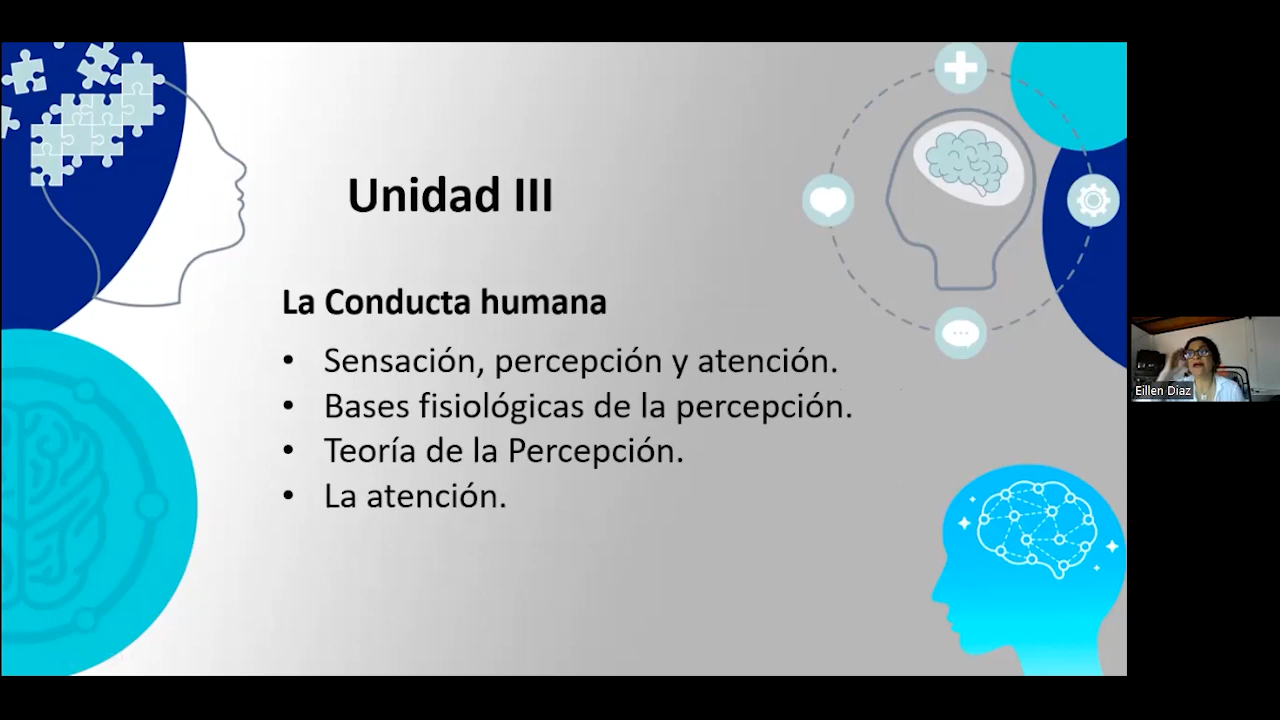 Unidad III
La Conducta humana
• Sensación, percepción y atención.
• Bases fisiológicas de la percepción.
• Teoría de la Percepción.
• La atención.
Eillen Diaz